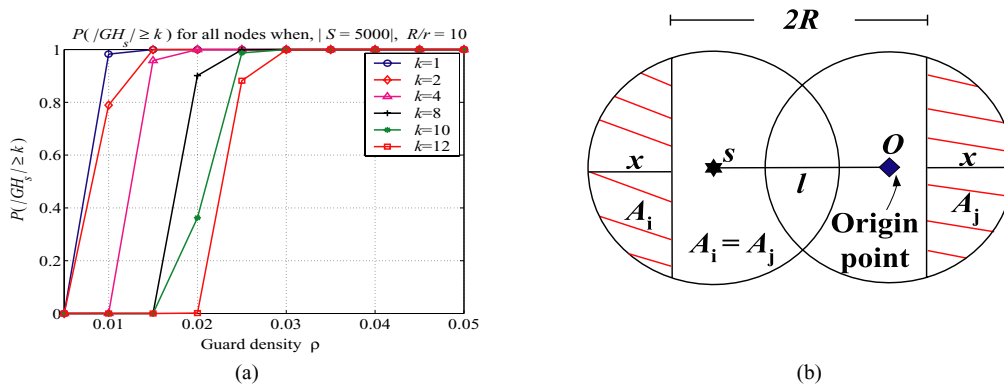 P(|GH_s| ≥ k) for all nodes when, | S = 5000|, R/r = 10
P(|GH_s| ≥ k)
1
0.8
0.6
0.4
0.2
0
k=1
k=2
k=4
k=8
k=10
k=12
0.01 0.02 0.03 0.04 0.05
Guard density ρ
(a)
2R
x s l O x
A_i A_j
Origin
point
A_i = A_j
(b)